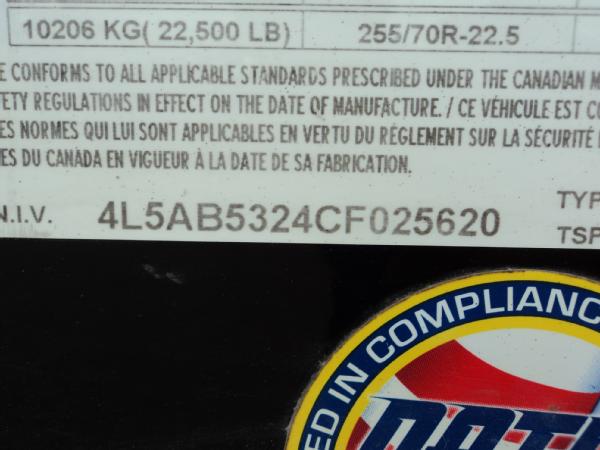 10206 KG( 22,500 LB) 255/70R-22.5
E CONFORMS TO ALL APPLICABLE STANDARDS PRESCRIBED UNDER THE CANADIAN M
ETY REGULATIONS IN EFFECT ON THE DATE OF MANUFACTURE. / CE VÉHICULE EST CO
ES NORMES QUI LUI SONT APPLICABLES EN VERTU DU RÉGLEMENT SUR LA SÉCURITÉ
ES DU CANADA EN VIGUEUR À LA DATE DE SA FABRICATION.
N.I.V. 4L5AB5324CF025620 TYP
TSP
ED IN COMPLIANC